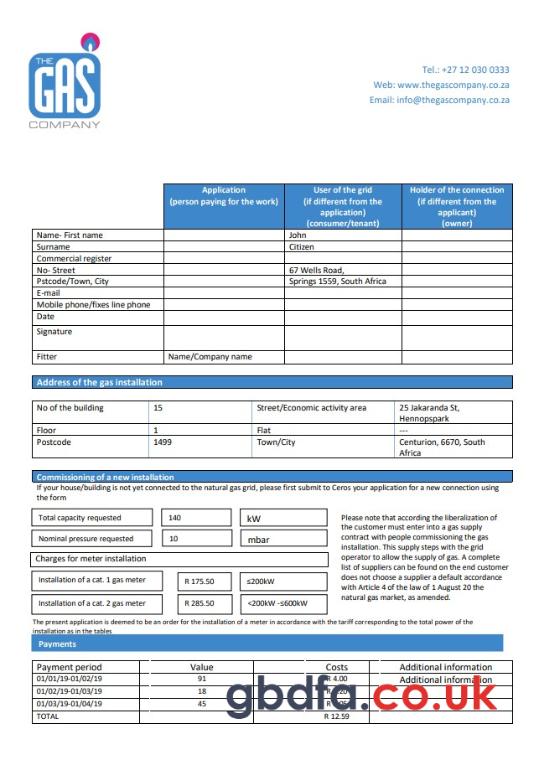 THE
GAS
COMPANY
Tel.: +27 12 030 0333
Web: www.thegascompany.co.za
Email: info@thegascompany.co.za
Application (person paying for the work) User of the grid (if different from the application) (consumer/tenant) Holder of the connection (if different from the applicant) (owner)
Name- First name John
Surname Citizen
Commercial register
No- Street 67 Wells Road,
Pstcode/Town, City Springs 1559, South Africa
E-mail
Mobile phone/fixes line phone
Date
Signature
Fitter Name/Company name
Address of the gas installation
No of the building 15 Street/Economic activity area 25 Jakaranda St, Hennopspark
Floor 1 Flat ---
Postcode 1499 Town/City Centurion, 6670, South Africa
Commissioning of a new installation
If your house/building is not yet connected to the natural gas grid, please first submit to Ceros your application for a new connection using
the form
Total capacity requested 140 kW
Nominal pressure requested 10 mbar
Charges for meter installation
Installation of a cat. 1 gas meter R 175.50 ≤200kW
Installation of a cat. 2 gas meter R 285.50 <200kW -≤600kW
Please note that according the liberalization of
the customer must enter into a gas supply
contract with people commissioning the gas
installation. This supply steps with the grid
operator to allow the supply of gas. A complete
list of suppliers can be found on the end customer
does not choose a supplier a default accordance
with Article 4 of the law of 1 August 20 the
natural gas market, as amended.
The present application is deemed to be an order for the installation of a meter in accordance with the tariff corresponding to the total power of the
installation as in the tables
Payments
Payment period Value Costs Additional information
01/01/19-01/02/19 91 R 4.00 Additional information
01/02/19-01/03/19 18
01/03/19-01/04/19 45
TOTAL R 12.59
gbdfa.co.uk